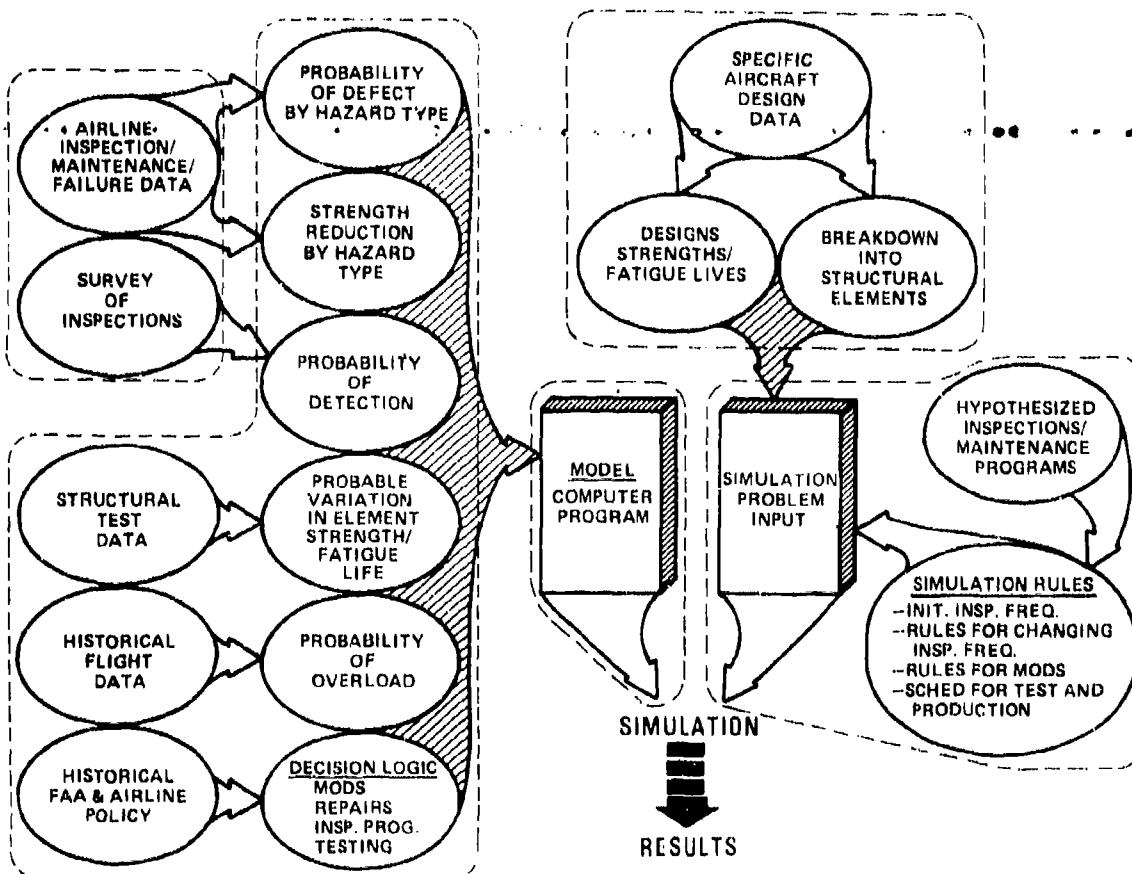 AIRLINE
INSPECTION/
MAINTENANCE/
FAILURE DATA
SURVEY
OF
INSPECTIONS
STRUCTURAL
TEST
DATA
HISTORICAL
FLIGHT
DATA
HISTORICAL
FAA & AIRLINE
POLICY
PROBABILITY
OF DEFECT
BY HAZARD TYPE
STRENGTH
REDUCTION
BY HAZARD
TYPE
PROBABILITY
OF
DETECTION
PROBABLE
VARIATION
IN ELEMENT
STRENGTH/
FATIGUE
LIFE
PROBABILITY
OF
OVERLOAD
DECISION LOGIC
MODS
REPAIRS
INSP. PROG.
TESTING
SPECIFIC
AIRCRAFT
DESIGN
DATA
DESIGNS
STRENGTHS/
FATIGUE LIVES
BREAKDOWN
INTO
STRUCTURAL
ELEMENTS
MODEL
COMPUTER
PROGRAM
SIMULATION
PROBLEM
INPUT
HYPOTHESIZED
INSPECTIONS/
MAINTENANCE
PROGRAMS
SIMULATION RULES
--INIT. INSP. FREQ.
--RULES FOR CHANGING
INSP. FREQ.
--RULES FOR MODS
--SCHED FOR TEST AND
PRODUCTION
SIMULATION
RESULTS